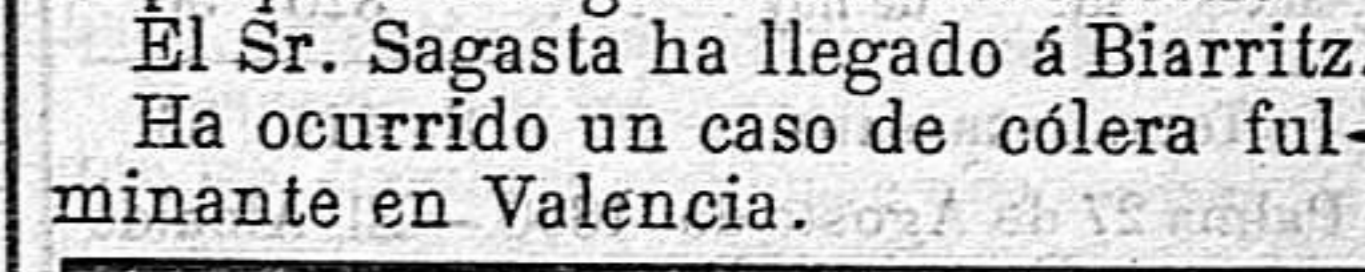 El Sr. Sagasta ha llegado á Biarritz.
Ha ocurrido un caso de cólera ful-
minante en Valencia.